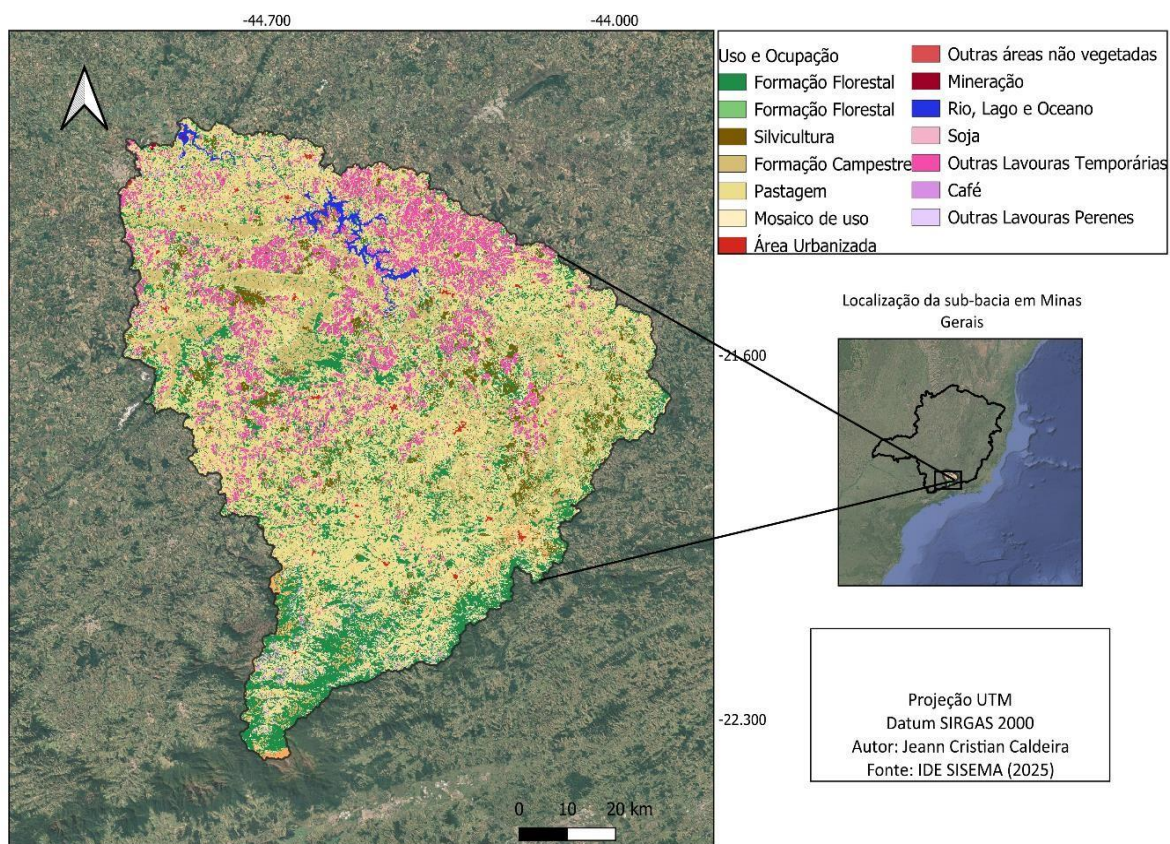 -44.700
-44.000
Uso e Ocupação
Formação Florestal
Formação Florestal
Silvicultura
Formação Campestre
Pastagem
Mosaico de uso
Área Urbanizada
Outras áreas não vegetadas
Mineração
Rio, Lago e Oceano
Soja
Outras Lavouras Temporárias
Café
Outras Lavouras Perenes
Localização da sub-bacia em Minas
Gerais
-21.600
-22.300
Projeção UTM
Datum SIRGAS 2000
Autor: Jeann Cristian Caldeira
Fonte: IDE SISEMA (2025)
0 10 20 km